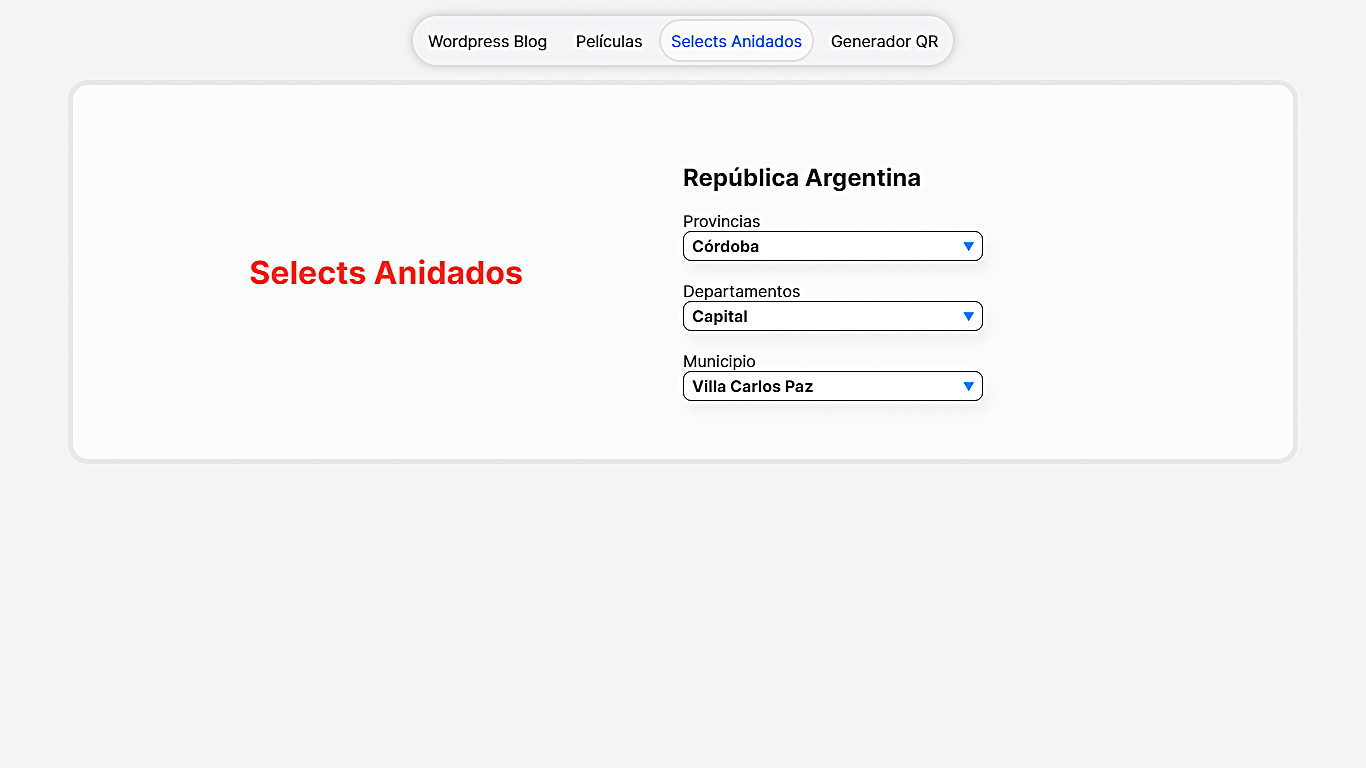 Wordpress Blog Películas Selects Anidados Generador QR
Selects Anidados
República Argentina
Provincias
Córdoba
Departamentos
Capital
Municipio
Villa Carlos Paz